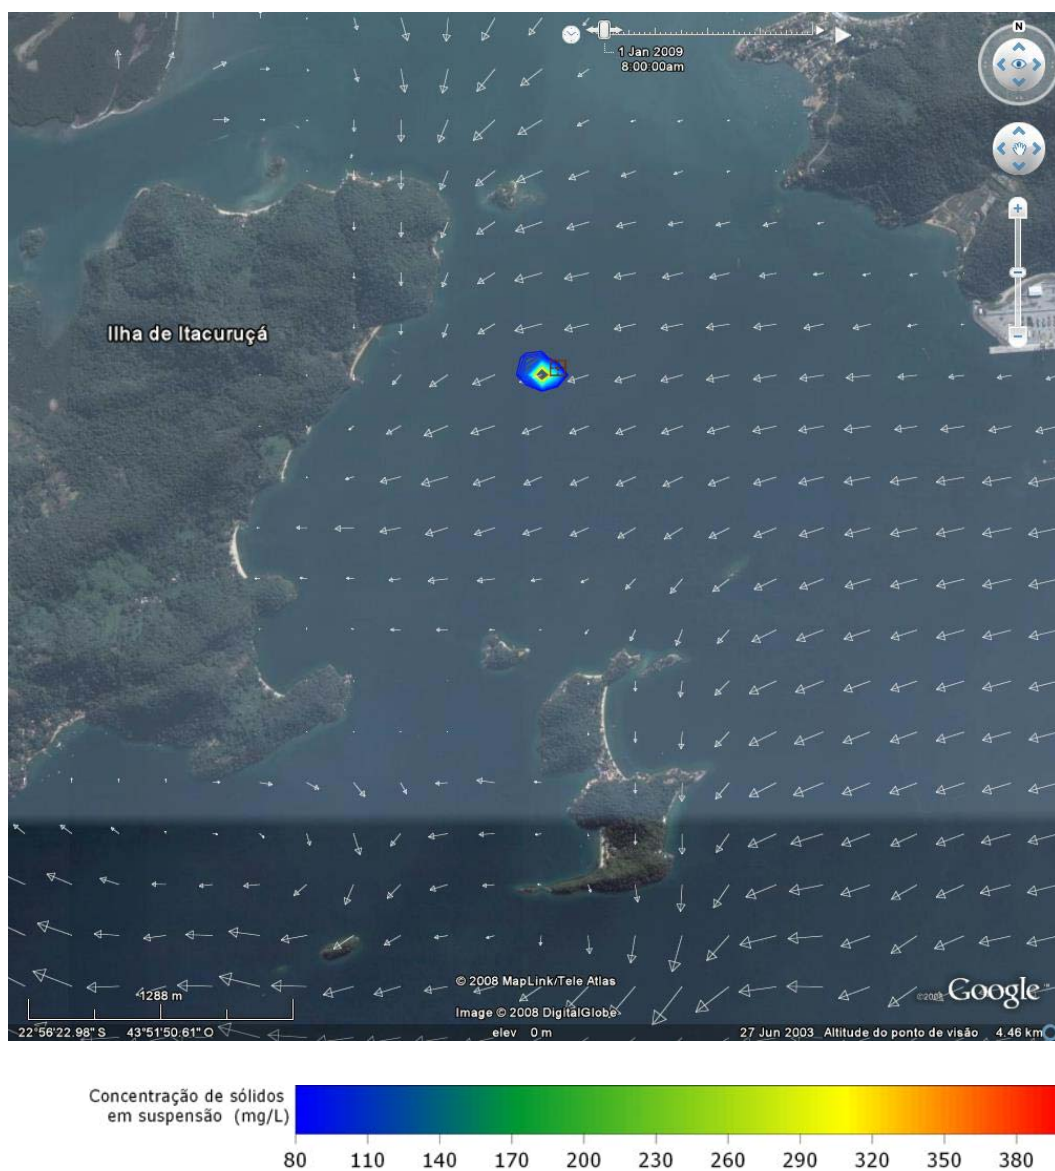 1 Jan 2009
8:00:00am
N
Ilha de Itacuruçá
© 2008 MapLink/Tele Atlas
1288 m
©2008 Google™
Image © 2008 DigitalGlobe
22°56'22.98" S 43°51'50.61" O
elev 0 m
27 Jun 2003 Altitude do ponto de visão 4.46 km
Concentração de sólidos
em suspensão (mg/L)
80 110 140 170 200 230 260 290 320 350 380